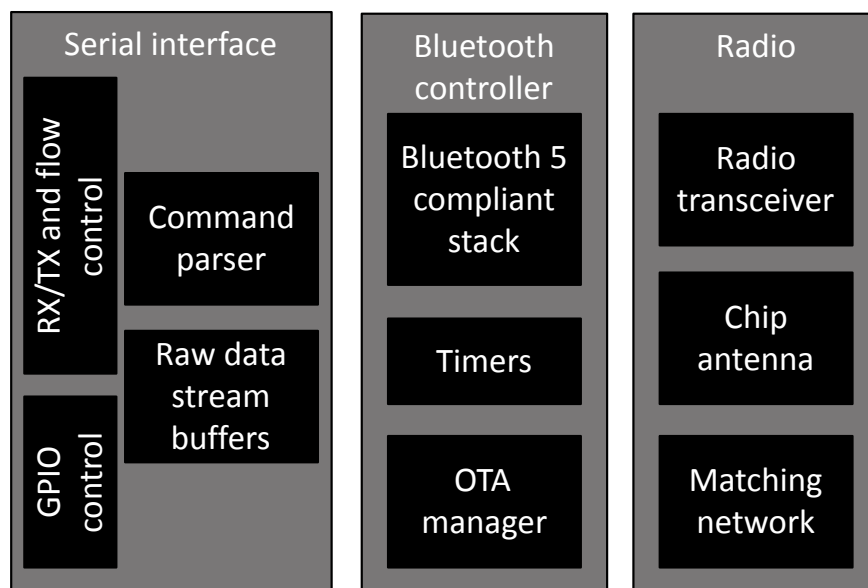 Serial interface
RX/TX and flow
control
Command
parser
Raw data
stream
buffers
GPIO
control
Bluetooth
controller
Bluetooth 5
compliant
stack
Timers
OTA
manager
Radio
Radio
transceiver
Chip
antenna
Matching
network